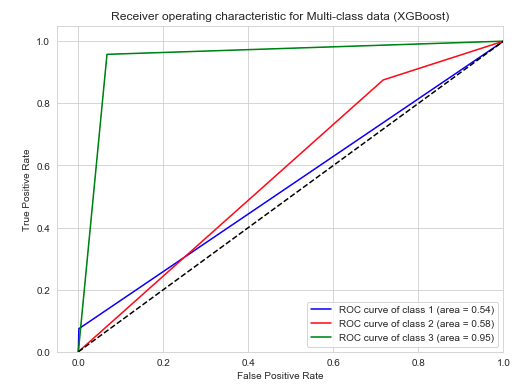 Receiver operating characteristic for Multi-class data (XGBoost)
1.0
0.8
0.6
0.4
0.2
0.0
True Positive Rate
ROC curve of class 1 (area = 0.54)
ROC curve of class 2 (area = 0.58)
ROC curve of class 3 (area = 0.95)
0.0 0.2 0.4 0.6 0.8 1.0
False Positive Rate